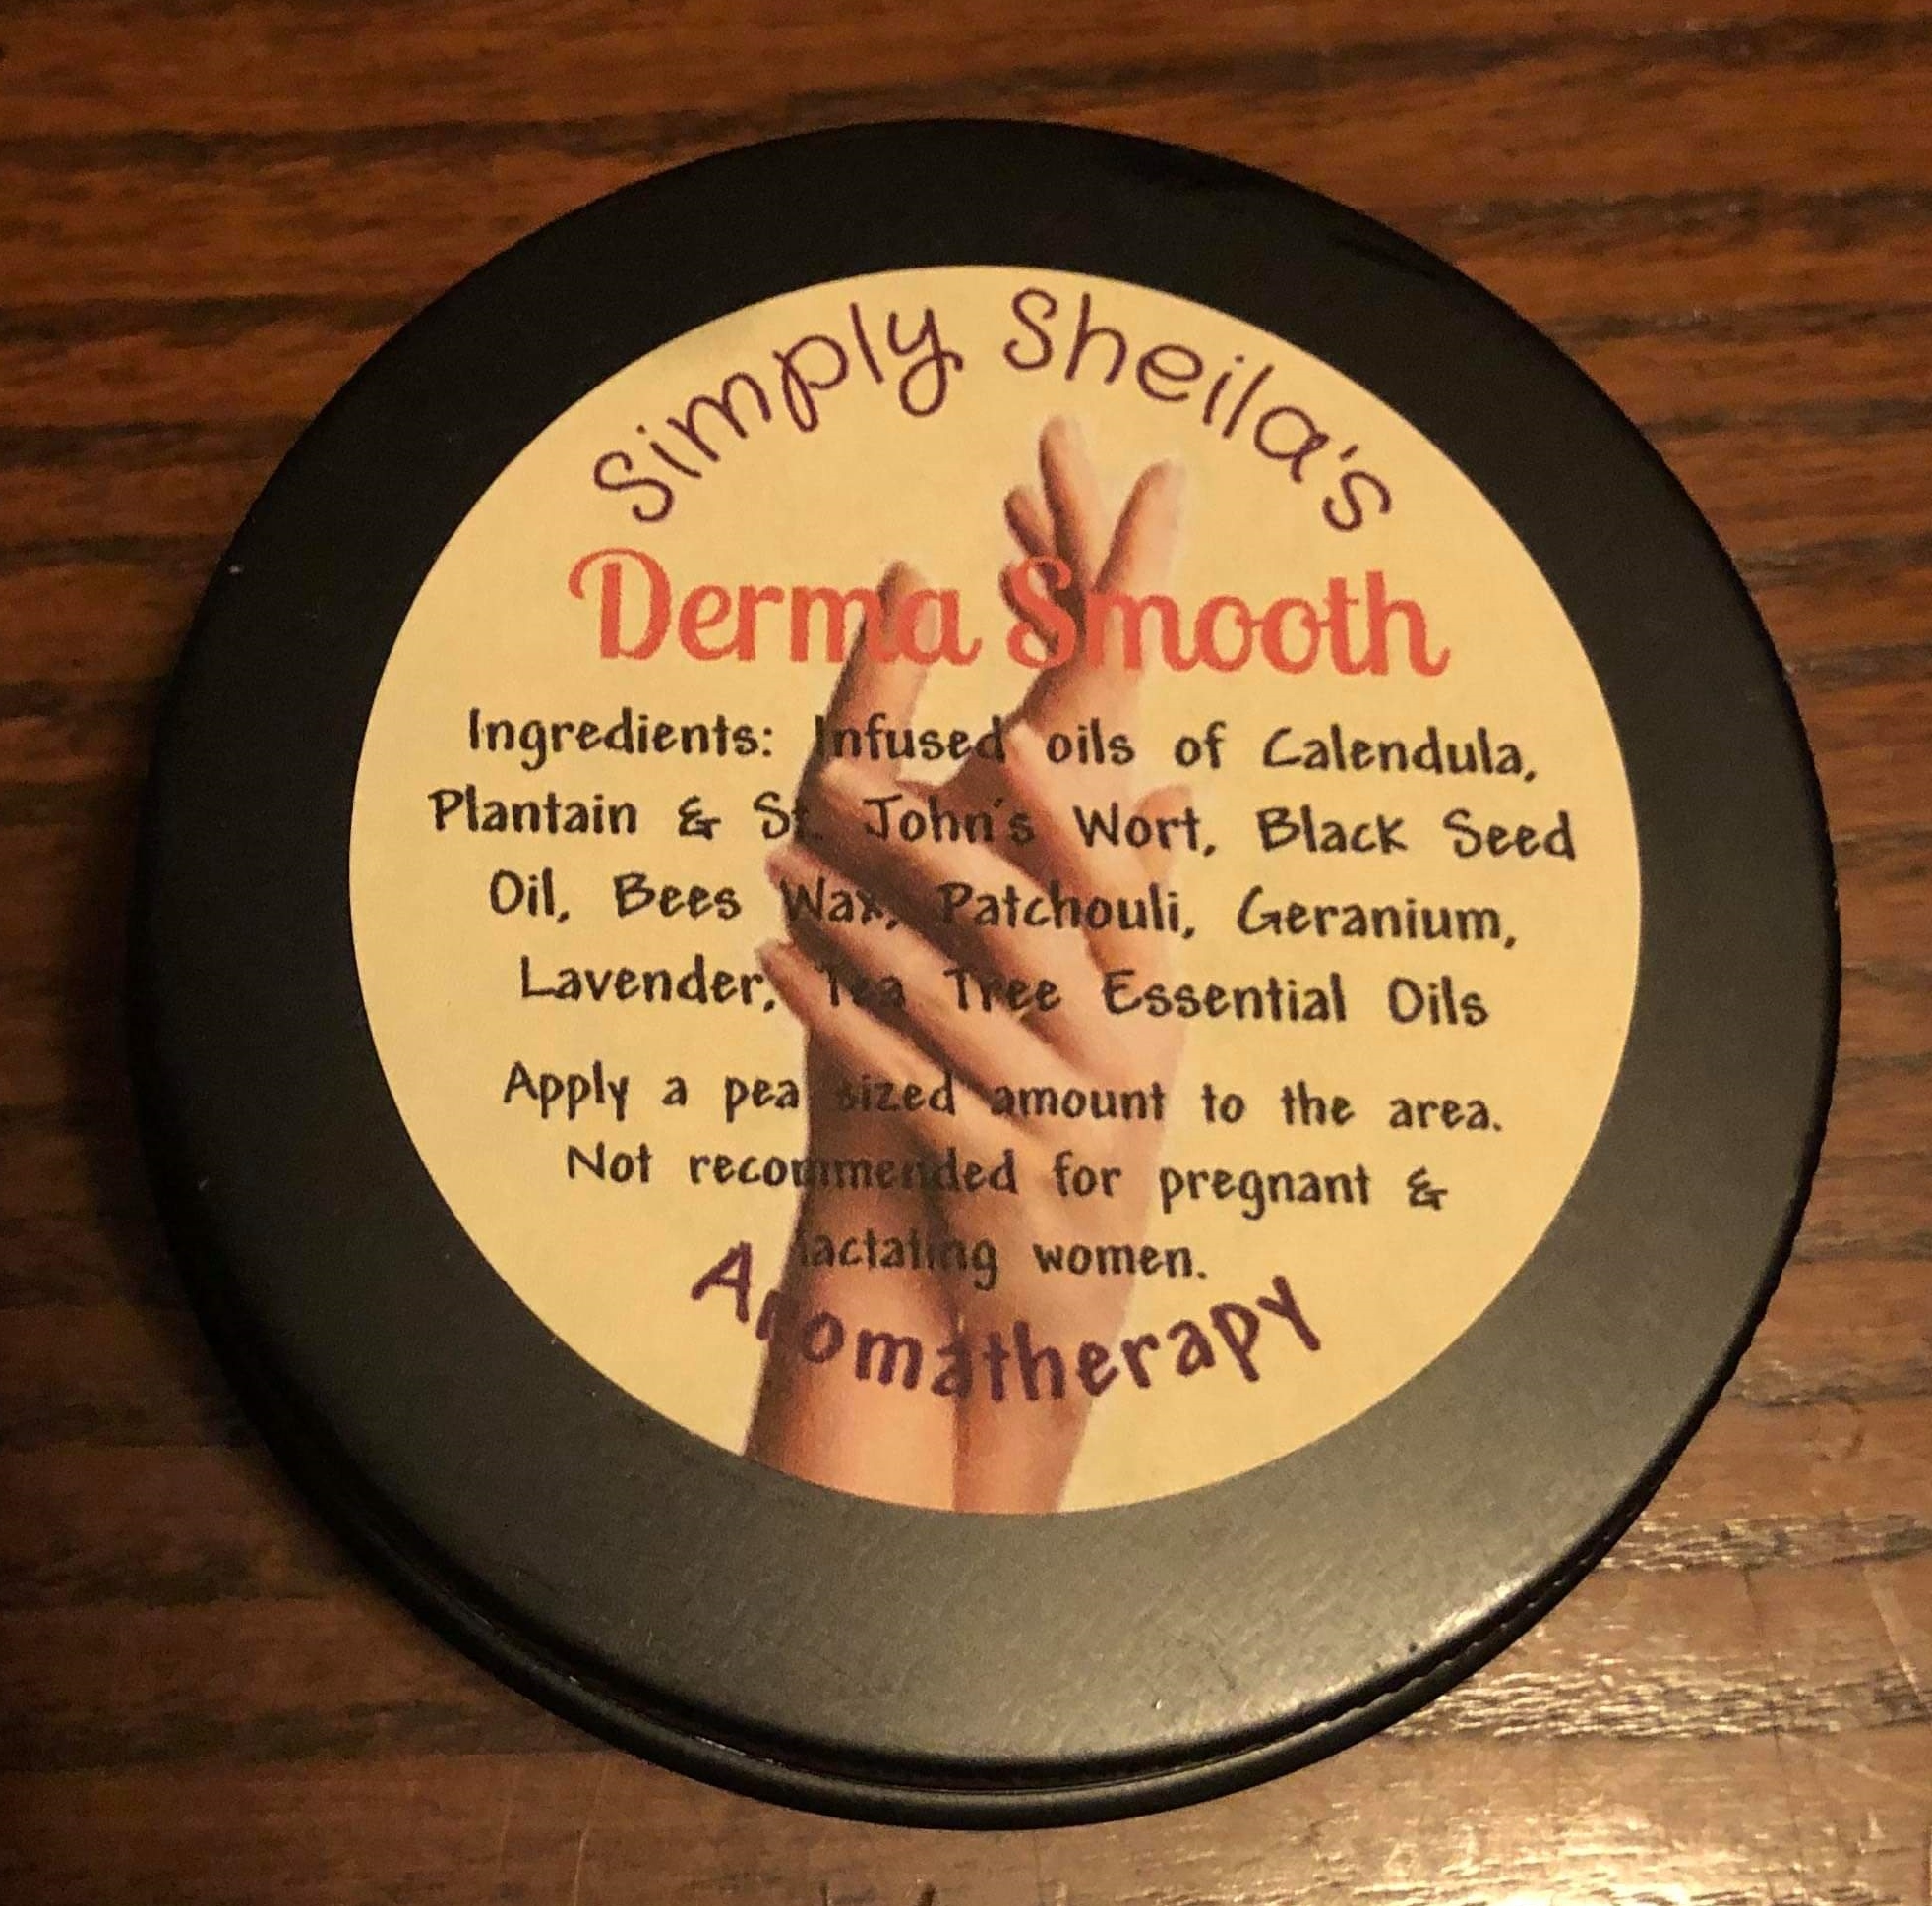 Simply Sheila's
Derma Smooth
Ingredients: Infused oils of Calendula,
Plantain & St. John's Wort, Black Seed
Oil, Bees Wax, Patchouli, Geranium,
Lavender, Tea Tree Essential Oils
Apply a pea sized amount to the area.
Not recommended for pregnant &
lactating women.
Aromatherapy